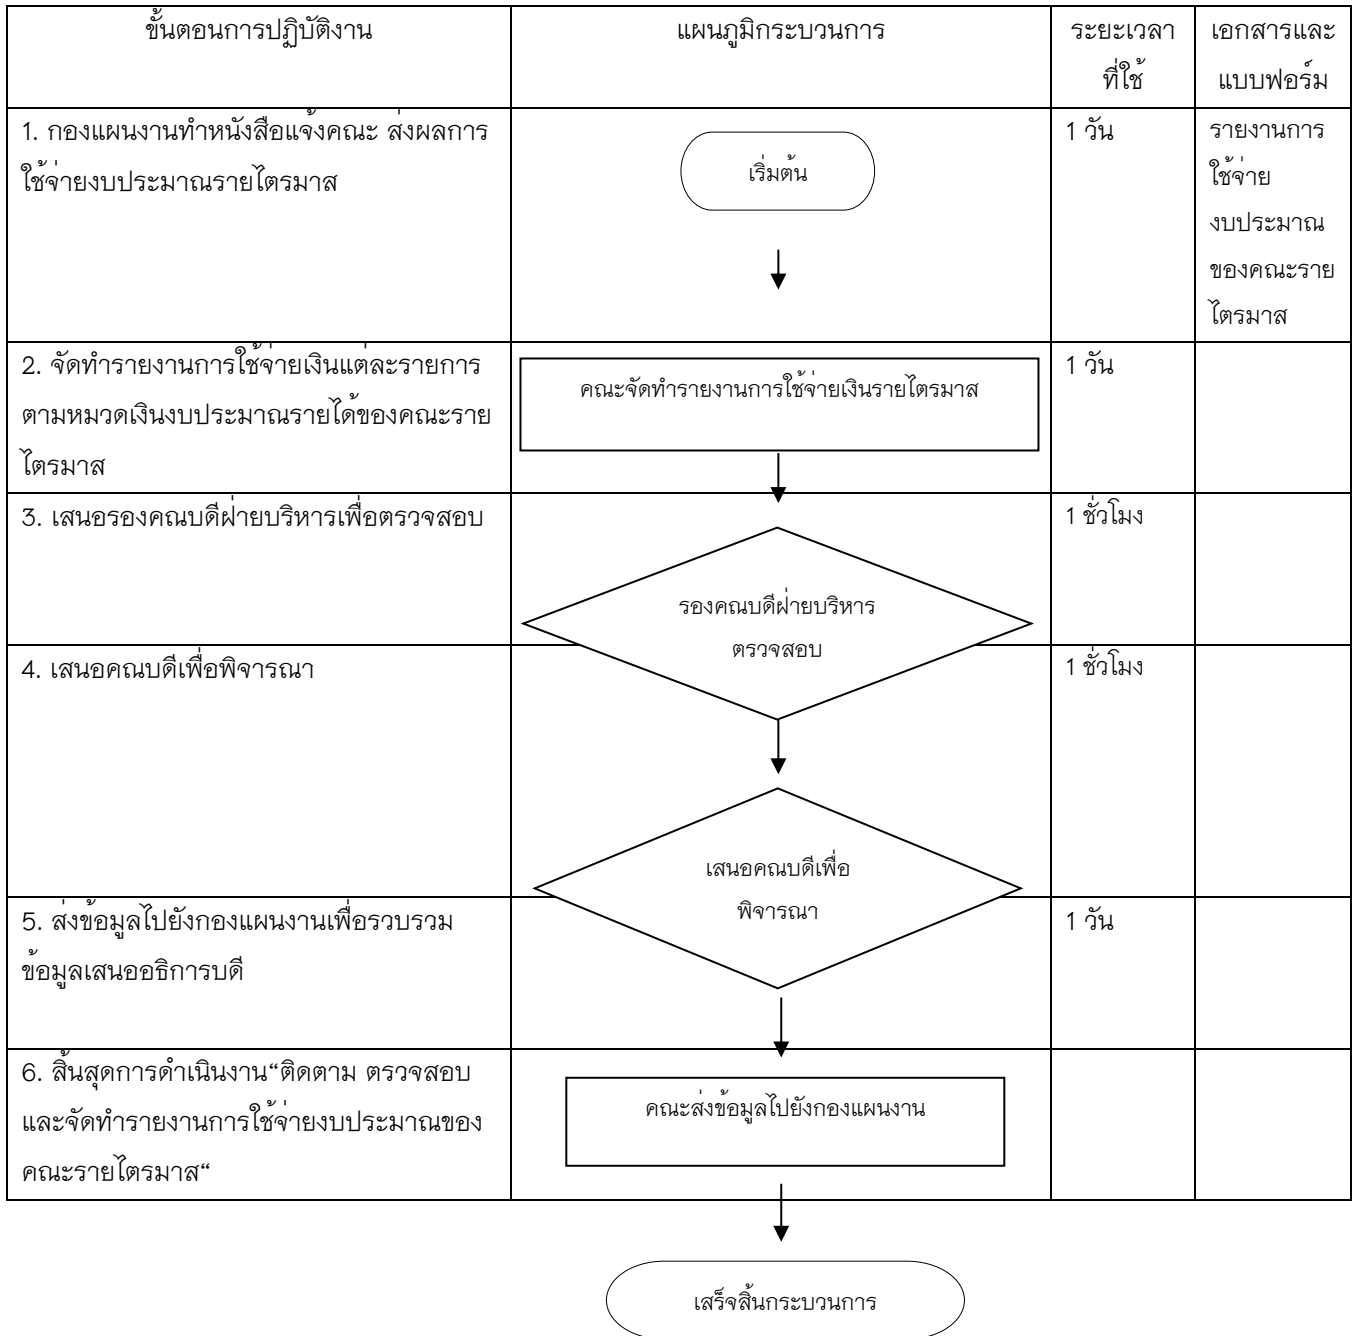 ขั้นตอนการปฏิบัติงาน
แผนภูมิกระบวนการ
ระยะเวลา
ที่ใช้
เอกสารและ
แบบฟอร์ม
1. กองแผนงานทำหนังสือแจ้งคณะ ส่งผลการ
ใช้จ่ายงบประมาณรายไตรมาส
เริ่มต้น
1 วัน
รายงานการ
ใช้จ่าย
งบประมาณ
ของคณะราย
ไตรมาส
2. จัดทำรายงานการใช้จ่ายเงินแต่ละรายการ
ตามหมวดเงินงบประมาณรายได้ของคณะราย
ไตรมาส
คณะจัดทำรายงานการใช้จ่ายเงินรายไตรมาส
1 วัน
3. เสนอรองคณบดีฝ่ายบริหารเพื่อตรวจสอบ
รองคณบดีฝ่ายบริหาร
ตรวจสอบ
1 ชั่วโมง
4. เสนอคณบดีเพื่อพิจารณา
เสนอคณบดีเพื่อ
พิจารณา
1 ชั่วโมง
5. ส่งข้อมูลไปยังกองแผนงานเพื่อรวบรวม
ข้อมูลเสนออธิการบดี
1 วัน
6. สิ้นสุดการดำเนินงาน“ติดตาม ตรวจสอบ
และจัดทำรายงานการใช้จ่ายงบประมาณของ
คณะรายไตรมาส“
คณะส่งข้อมูลไปยังกองแผนงาน
เสร็จสิ้นกระบวนการ